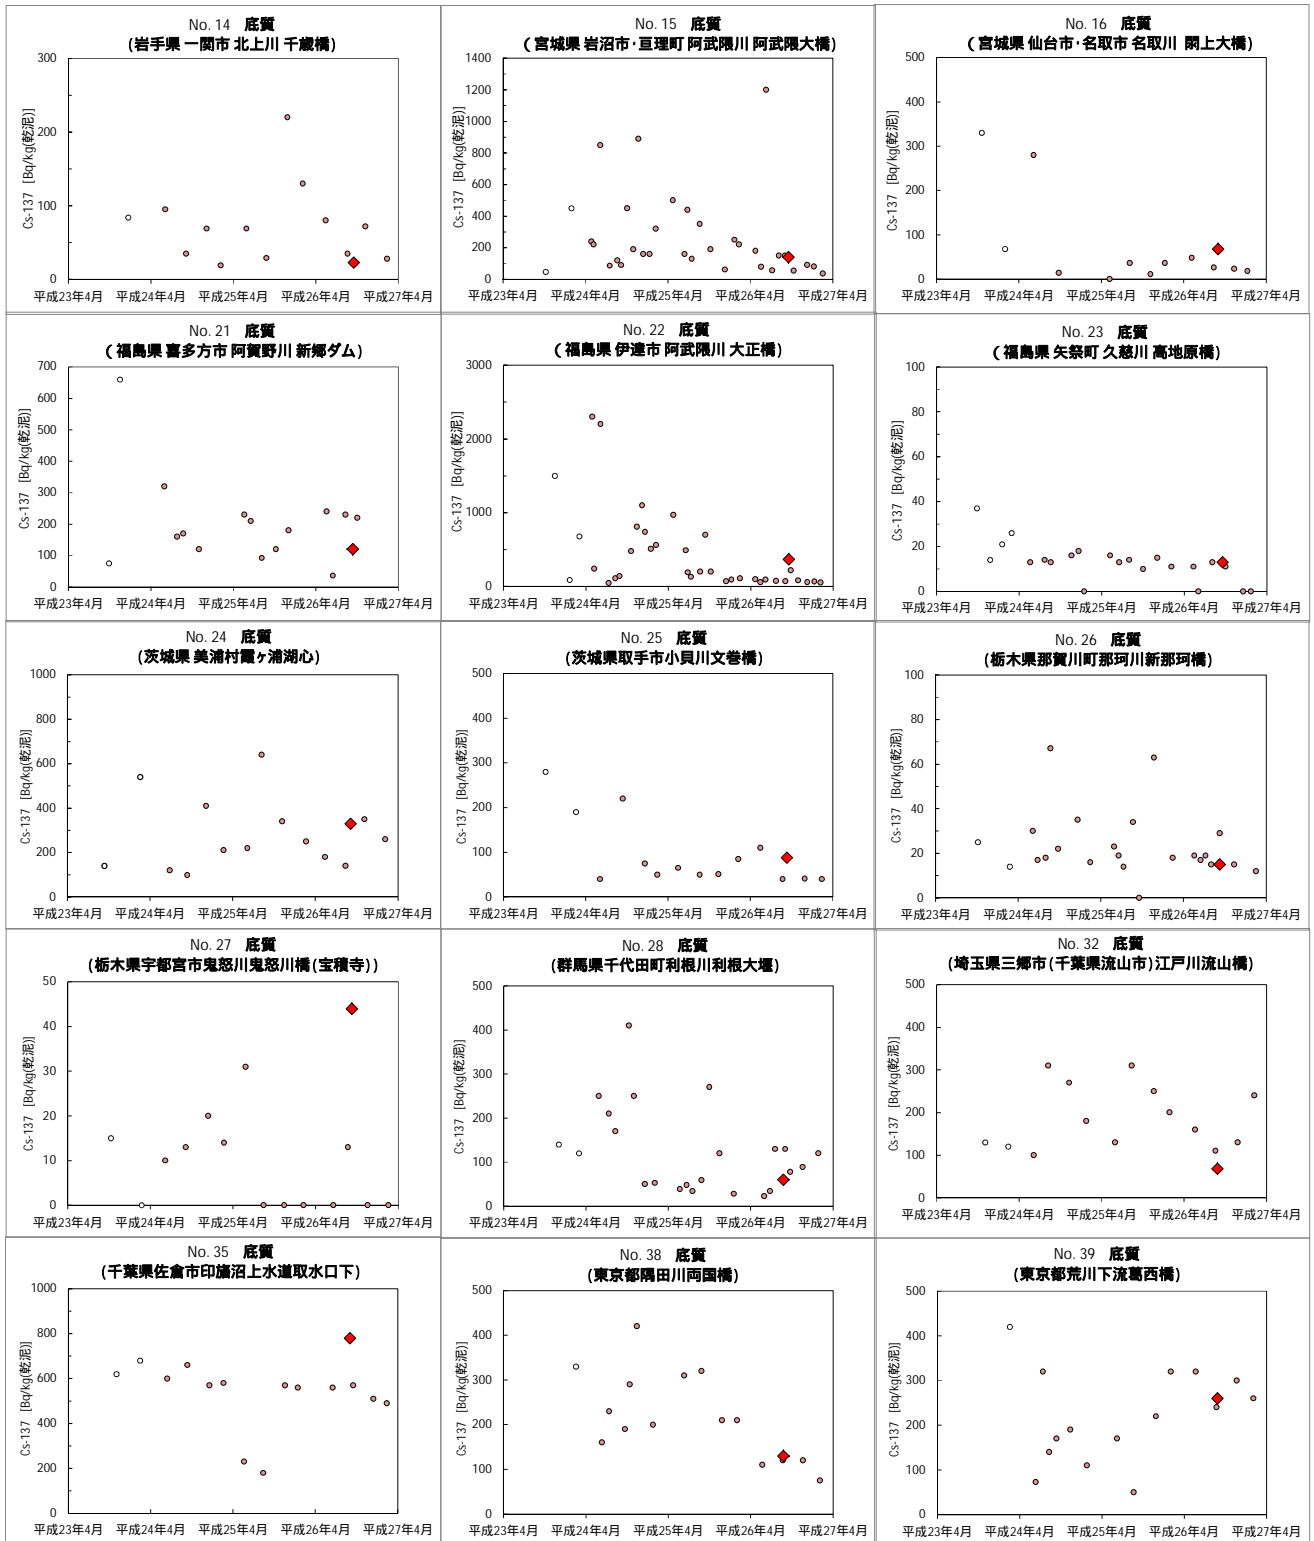 No. 14 底質
(岩手県 一関市 北上川 千歳橋)
300
200
100
0
Cs-137 [Bq/kg(乾泥)]
平成23年4月 平成24年4月 平成25年4月 平成26年4月 平成27年4月
No. 15 底質
( 宮城県 岩沼市・亘理町 阿武隈川 阿武隈大橋)
1400
1200
1000
800
600
400
200
0
Cs-137 [Bq/kg(乾泥)]
平成23年4月 平成24年4月 平成25年4月 平成26年4月 平成27年4月
No. 16 底質
( 宮城県 仙台市・名取市 名取川 閖上大橋)
500
400
300
200
100
0
Cs-137 [Bq/kg(乾泥)]
平成23年4月 平成24年4月 平成25年4月 平成26年4月 平成27年4月
No. 21 底質
( 福島県 喜多方市 阿賀野川 新郷ダム)
700
600
500
400
300
200
100
0
Cs-137 [Bq/kg(乾泥)]
平成23年4月 平成24年4月 平成25年4月 平成26年4月 平成27年4月
No. 22 底質
( 福島県 伊達市 阿武隈川 大正橋)
3000
2000
1000
0
Cs-137 [Bq/kg(乾泥)]
平成23年4月 平成24年4月 平成25年4月 平成26年4月 平成27年4月
No. 23 底質
( 福島県 矢祭町 久慈川 高地原橋)
100
80
60
40
20
0
Cs-137 [Bq/kg(乾泥)]
平成23年4月 平成24年4月 平成25年4月 平成26年4月 平成27年4月
No. 24 底質
(茨城県 美浦村霞ヶ浦湖心)
1000
800
600
400
200
0
Cs-137 [Bq/kg(乾泥)]
平成23年4月 平成24年4月 平成25年4月 平成26年4月 平成27年4月
No. 25 底質
(茨城県取手市小貝川文巻橋)
500
400
300
200
100
0
Cs-137 [Bq/kg(乾泥)]
平成23年4月 平成24年4月 平成25年4月 平成26年4月 平成27年4月
No. 26 底質
(栃木県那賀川町那珂川新那珂橋)
100
80
60
40
20
0
Cs-137 [Bq/kg(乾泥)]
平成23年4月 平成24年4月 平成25年4月 平成26年4月 平成27年4月
No. 27 底質
(栃木県宇都宮市鬼怒川鬼怒川橋(宝積寺))
50
40
30
20
10
0
Cs-137 [Bq/kg(乾泥)]
平成23年4月 平成24年4月 平成25年4月 平成26年4月 平成27年4月
No. 28 底質
(群馬県千代田町利根川利根大堰)
500
400
300
200
100
0
Cs-137 [Bq/kg(乾泥)]
平成23年4月 平成24年4月 平成25年4月 平成26年4月 平成27年4月
No. 32 底質
(埼玉県三郷市(千葉県流山市)江戸川流山橋)
500
400
300
200
100
0
Cs-137 [Bq/kg(乾泥)]
平成23年4月 平成24年4月 平成25年4月 平成26年4月 平成27年4月
No. 35 底質
(千葉県佐倉市印旛沼上水道取水口下)
1000
800
600
400
200
0
Cs-137 [Bq/kg(乾泥)]
平成23年4月 平成24年4月 平成25年4月 平成26年4月 平成27年4月
No. 38 底質
(東京都隅田川両国橋)
500
400
300
200
100
0
Cs-137 [Bq/kg(乾泥)]
平成23年4月 平成24年4月 平成25年4月 平成26年4月 平成27年4月
No. 39 底質
(東京都荒川下流葛西橋)
500
400
300
200
100
0
Cs-137 [Bq/kg(乾泥)]
平成23年4月 平成24年4月 平成25年4月 平成26年4月 平成27年4月